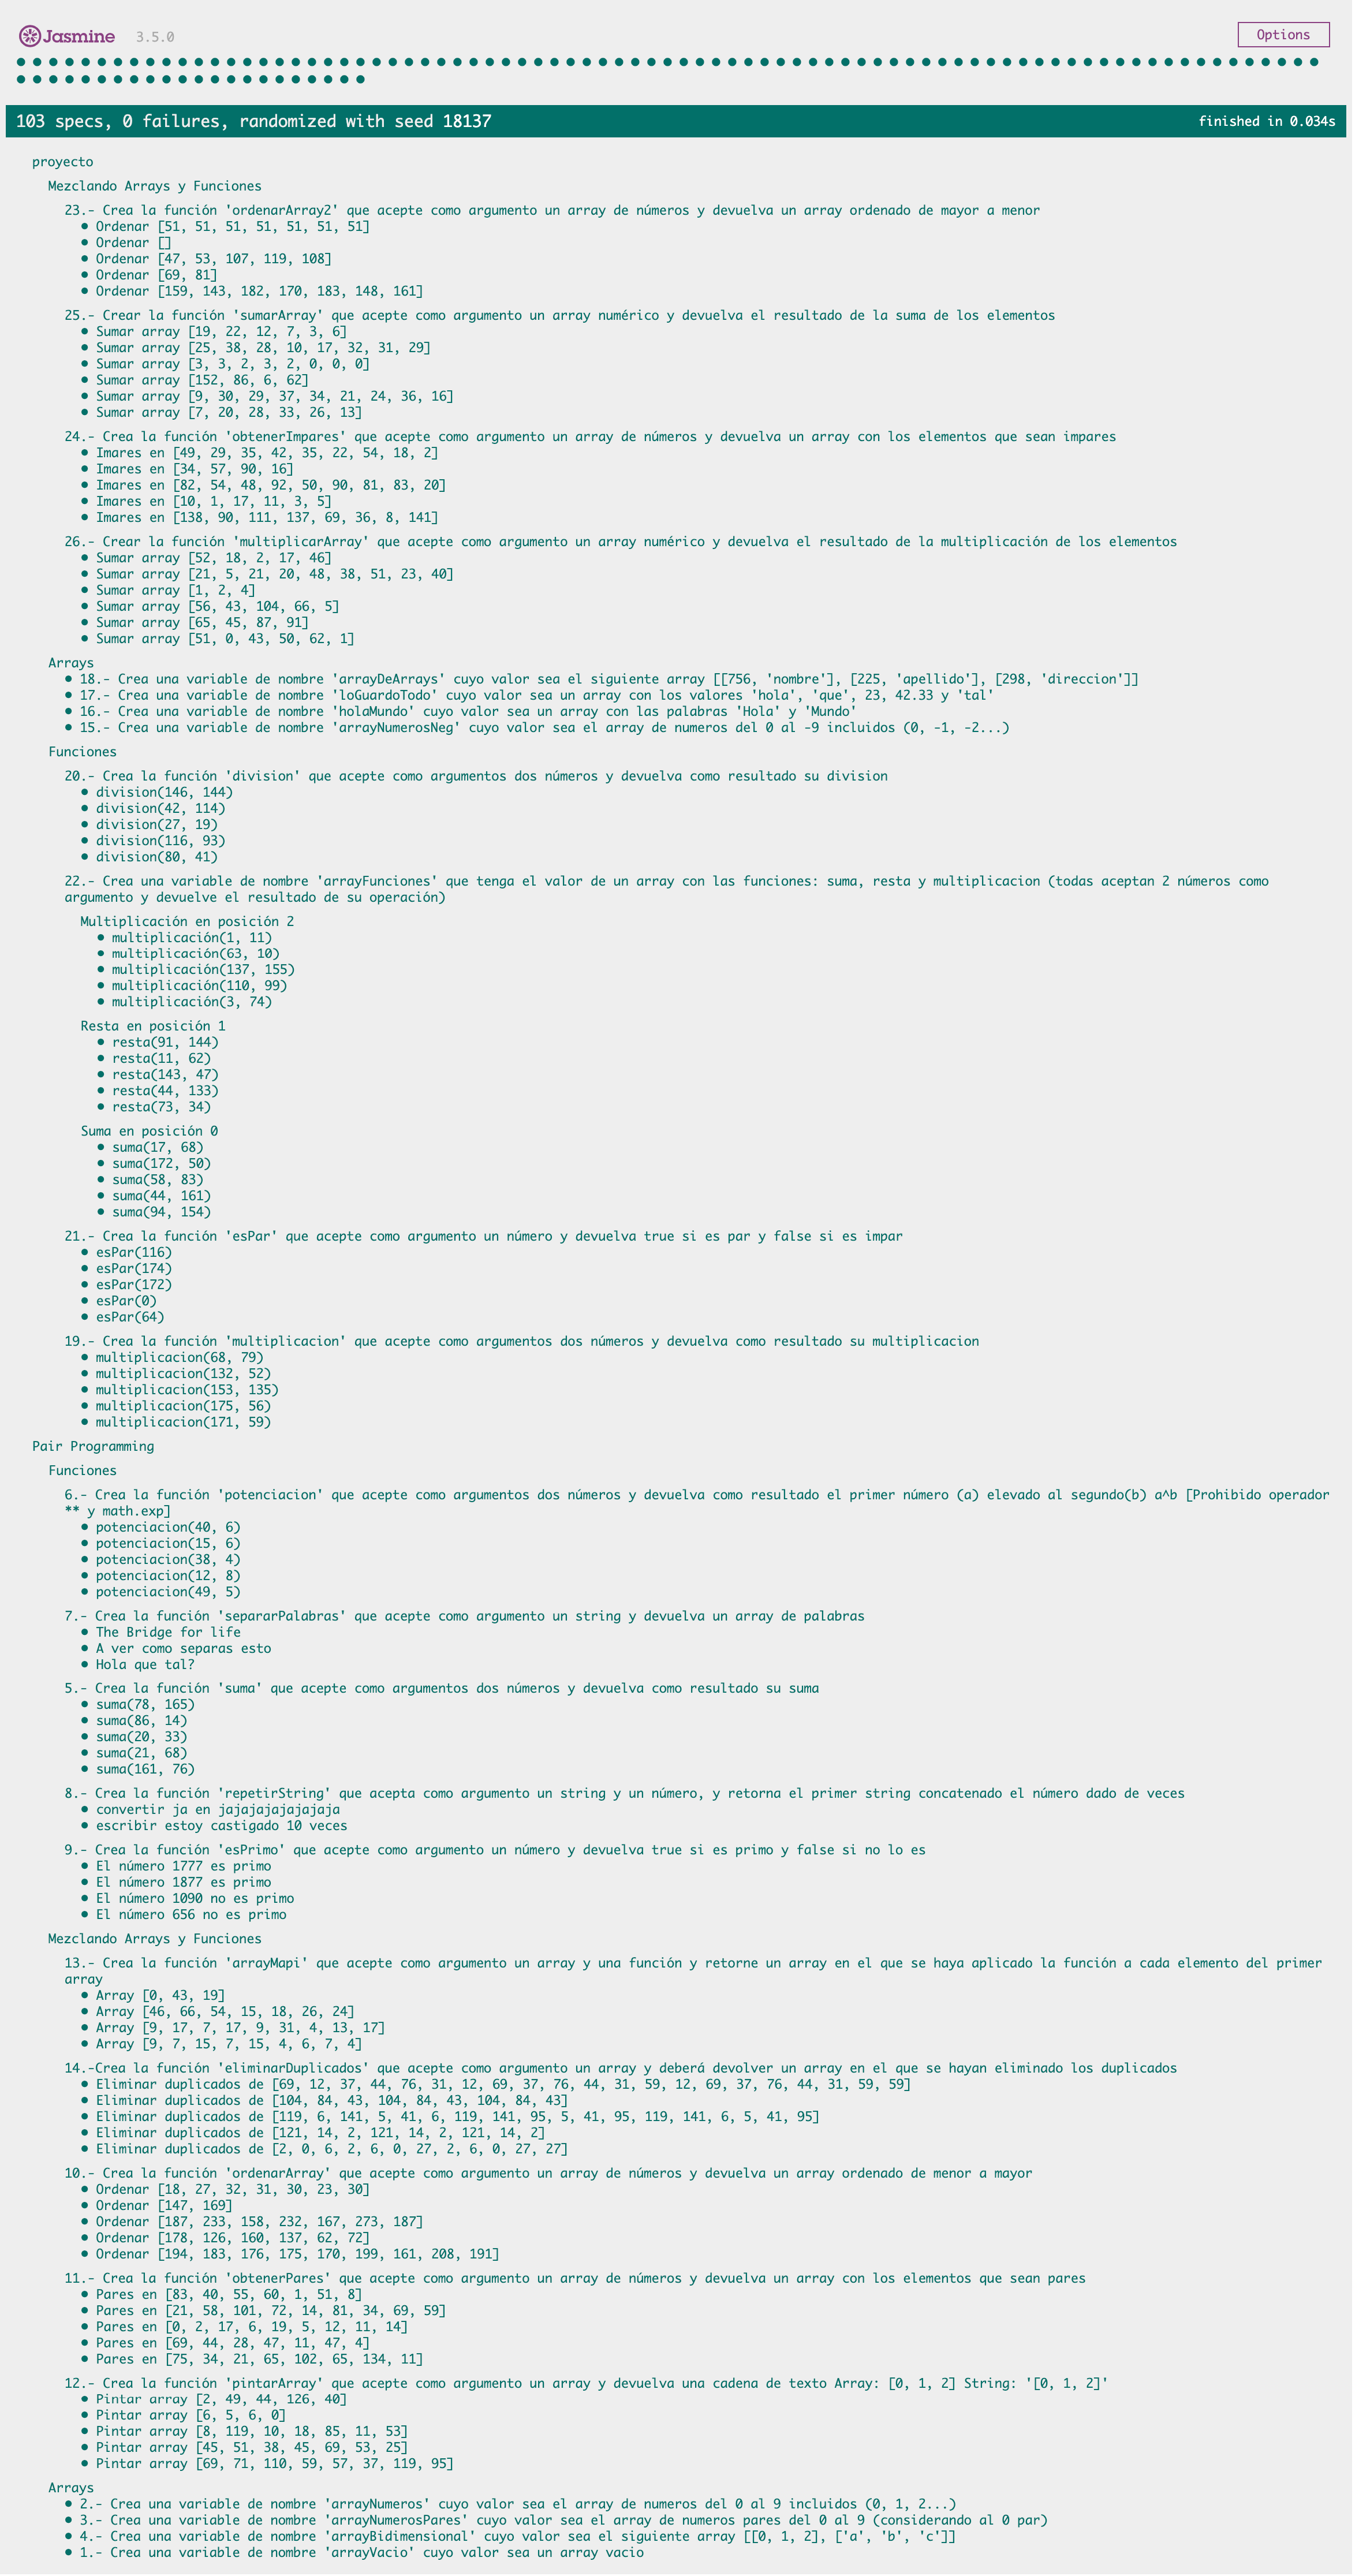 Jasmine 3.5.0 Options
103 specs, 0 failures, randomized with seed 18137 finished in 0.034s
proyecto
Mezclando Arrays y Funciones
23.- Crea la función 'ordenarArray2' que acepte como argumento un array de números y devuelva un array ordenado de mayor a menor
• Ordenar [51, 51, 51, 51, 51, 51, 51]
• Ordenar []
• Ordenar [47, 53, 107, 119, 108]
• Ordenar [69, 81]
• Ordenar [159, 143, 182, 170, 183, 148, 161]
25.- Crear la función 'sumarArray' que acepte como argumento un array numérico y devuelva el resultado de la suma de los elementos
• Sumar array [19, 22, 12, 7, 3, 6]
• Sumar array [25, 38, 28, 10, 17, 32, 31, 29]
• Sumar array [3, 3, 2, 3, 2, 0, 0, 0]
• Sumar array [152, 86, 6, 62]
• Sumar array [9, 30, 29, 37, 34, 21, 24, 36, 16]
• Sumar array [7, 20, 28, 33, 26, 13]
24.- Crea la función 'obtenerImpares' que acepte como argumento un array de números y devuelva un array con los elementos que sean impares
• Imares en [49, 29, 35, 42, 35, 22, 54, 18, 2]
• Imares en [34, 57, 90, 16]
• Imares en [82, 54, 48, 92, 50, 90, 81, 83, 20]
• Imares en [10, 1, 17, 11, 3, 5]
• Imares en [138, 90, 111, 137, 69, 36, 8, 141]
26.- Crear la función 'multiplicarArray' que acepte como argumento un array numérico y devuelva el resultado de la multiplicación de los elementos
• Sumar array [52, 18, 2, 17, 46]
• Sumar array [21, 5, 21, 20, 48, 38, 51, 23, 40]
• Sumar array [1, 2, 4]
• Sumar array [56, 43, 104, 66, 5]
• Sumar array [65, 45, 87, 91]
• Sumar array [51, 0, 43, 50, 62, 1]
Arrays
• 18.- Crea una variable de nombre 'arrayDeArrays' cuyo valor sea el siguiente array [[756, 'nombre'], [225, 'apellido'], [298, 'direccion']]
• 17.- Crea una variable de nombre 'loGuardoTodo' cuyo valor sea un array con los valores 'hola', 'que', 23, 42.33 y 'tal'
• 16.- Crea una variable de nombre 'holaMundo' cuyo valor sea un array con las palabras 'Hola' y 'Mundo'
• 15.- Crea una variable de nombre 'arrayNumerosNeg' cuyo valor sea el array de numeros del 0 al -9 incluidos (0, -1, -2...)
Funciones
20.- Crea la función 'division' que acepte como argumentos dos números y devuelva como resultado su division
• division(146, 144)
• division(42, 114)
• division(27, 19)
• division(116, 93)
• division(80, 41)
22.- Crea una variable de nombre 'arrayFunciones' que tenga el valor de un array con las funciones: suma, resta y multiplicacion (todas aceptan 2 números como
argumento y devuelve el resultado de su operación)
Multiplicación en posición 2
• multiplicación(1, 11)
• multiplicación(63, 10)
• multiplicación(137, 155)
• multiplicación(110, 99)
• multiplicación(3, 74)
Resta en posición 1
• resta(91, 144)
• resta(11, 62)
• resta(143, 47)
• resta(44, 133)
• resta(73, 34)
Suma en posición 0
• suma(17, 68)
• suma(172, 50)
• suma(58, 83)
• suma(44, 161)
• suma(94, 154)
21.- Crea la función 'esPar' que acepte como argumento un número y devuelva true si es par y false si es impar
• esPar(116)
• esPar(174)
• esPar(172)
• esPar(0)
• esPar(64)
19.- Crea la función 'multiplicacion' que acepte como argumentos dos números y devuelva como resultado su multiplicacion
• multiplicacion(68, 79)
• multiplicacion(132, 52)
• multiplicacion(153, 135)
• multiplicacion(175, 56)
• multiplicacion(171, 59)
Pair Programming
Funciones
6.- Crea la función 'potenciacion' que acepte como argumentos dos números y devuelva como resultado el primer número (a) elevado al segundo(b) a^b [Prohibido operador
** y math.exp]
• potenciacion(40, 6)
• potenciacion(15, 6)
• potenciacion(38, 4)
• potenciacion(12, 8)
• potenciacion(49, 5)
7.- Crea la función 'separarPalabras' que acepte como argumento un string y devuelva un array de palabras
• The Bridge for life
• A ver como separas esto
• Hola que tal?
5.- Crea la función 'suma' que acepte como argumentos dos números y devuelva como resultado su suma
• suma(78, 165)
• suma(86, 14)
• suma(20, 33)
• suma(21, 68)
• suma(161, 76)
8.- Crea la función 'repetirString' que acepta como argumento un string y un número, y retorna el primer string concatenado el número dado de veces
• convertir ja en jajajajajajajaja
• escribir estoy castigado 10 veces
9.- Crea la función 'esPrimo' que acepte como argumento un número y devuelva true si es primo y false si no lo es
• El número 1777 es primo
• El número 1877 es primo
• El número 1090 no es primo
• El número 656 no es primo
Mezclando Arrays y Funciones
13.- Crea la función 'arrayMapi' que acepte como argumento un array y una función y retorne un array en el que se haya aplicado la función a cada elemento del primer
array
• Array [0, 43, 19]
• Array [46, 66, 54, 15, 18, 26, 24]
• Array [9, 17, 7, 17, 9, 31, 4, 13, 17]
• Array [9, 7, 15, 7, 15, 4, 6, 7, 4]
14.-Crea la función 'eliminarDuplicados' que acepte como argumento un array y deberá devolver un array en el que se hayan eliminado los duplicados
• Eliminar duplicados de [69, 12, 37, 44, 76, 31, 12, 69, 37, 76, 44, 31, 59, 12, 69, 37, 76, 44, 31, 59, 59]
• Eliminar duplicados de [104, 84, 43, 104, 84, 43, 104, 84, 43]
• Eliminar duplicados de [119, 6, 141, 5, 41, 6, 119, 141, 95, 5, 41, 95, 119, 141, 6, 5, 41, 95]
• Eliminar duplicados de [121, 14, 2, 121, 14, 2, 121, 14, 2]
• Eliminar duplicados de [2, 0, 6, 2, 6, 0, 27, 2, 6, 0, 27, 27]
10.- Crea la función 'ordenarArray' que acepte como argumento un array de números y devuelva un array ordenado de menor a mayor
• Ordenar [18, 27, 32, 31, 30, 23, 30]
• Ordenar [147, 169]
• Ordenar [187, 233, 158, 232, 167, 273, 187]
• Ordenar [178, 126, 160, 137, 62, 72]
• Ordenar [194, 183, 176, 175, 170, 199, 161, 208, 191]
11.- Crea la función 'obtenerPares' que acepte como argumento un array de números y devuelva un array con los elementos que sean pares
• Pares en [83, 40, 55, 60, 1, 51, 8]
• Pares en [21, 58, 101, 72, 14, 81, 34, 69, 59]
• Pares en [0, 2, 17, 6, 19, 5, 12, 11, 14]
• Pares en [69, 44, 28, 47, 11, 47, 4]
• Pares en [75, 34, 21, 65, 102, 65, 134, 11]
12.- Crea la función 'pintarArray' que acepte como argumento un array y devuelva una cadena de texto Array: [0, 1, 2] String: '[0, 1, 2]'
• Pintar array [2, 49, 44, 126, 40]
• Pintar array [6, 5, 6, 0]
• Pintar array [8, 119, 10, 18, 85, 11, 53]
• Pintar array [45, 51, 38, 45, 69, 53, 25]
• Pintar array [69, 71, 110, 59, 57, 37, 119, 95]
Arrays
• 2.- Crea una variable de nombre 'arrayNumeros' cuyo valor sea el array de numeros del 0 al 9 incluidos (0, 1, 2...)
• 3.- Crea una variable de nombre 'arrayNumerosPares' cuyo valor sea el array de numeros pares del 0 al 9 (considerando al 0 par)
• 4.- Crea una variable de nombre 'arrayBidimensional' cuyo valor sea el siguiente array [[0, 1, 2], ['a', 'b', 'c']]
• 1.- Crea una variable de nombre 'arrayVacio' cuyo valor sea un array vacio